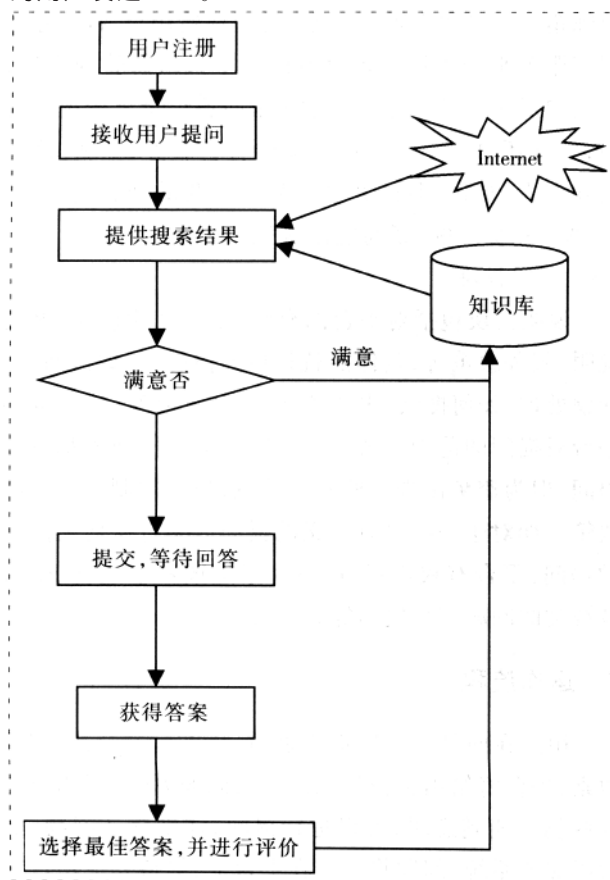 用户注册
接收用户提问
Internet
提供搜索结果
知识库
满意否
满意
提交,等待回答
获得答案
选择最佳答案,并进行评价